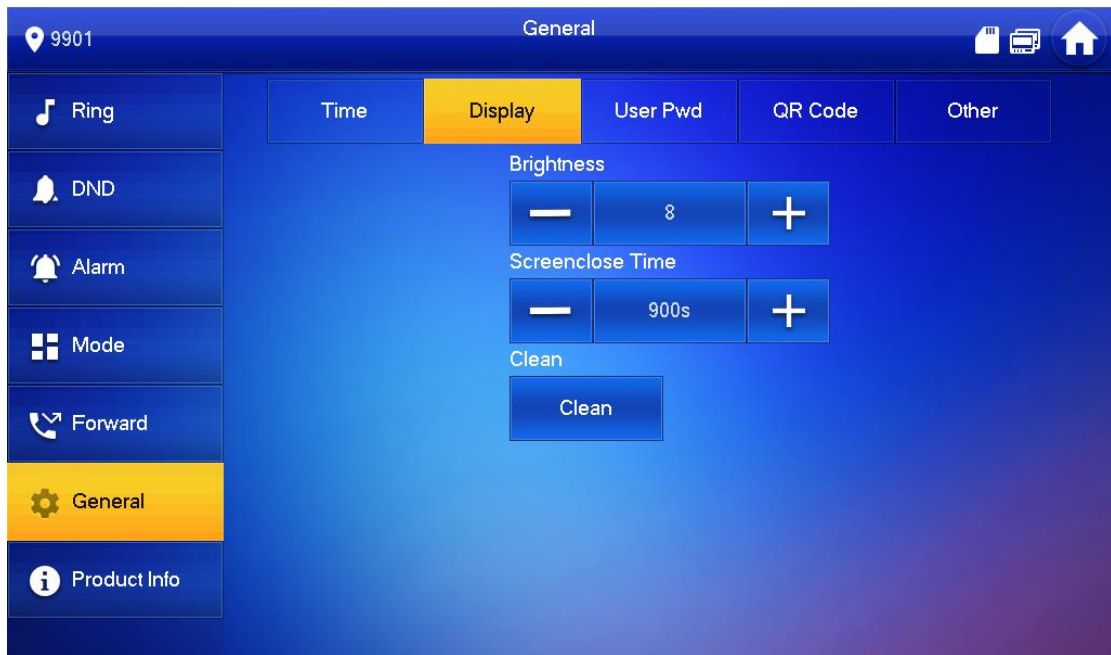 9901
General
Ring
DND
Alarm
Mode
Forward
General
Product Info
Time Display User Pwd QR Code Other
Brightness
8
Screenclose Time
900s
Clean
Clean